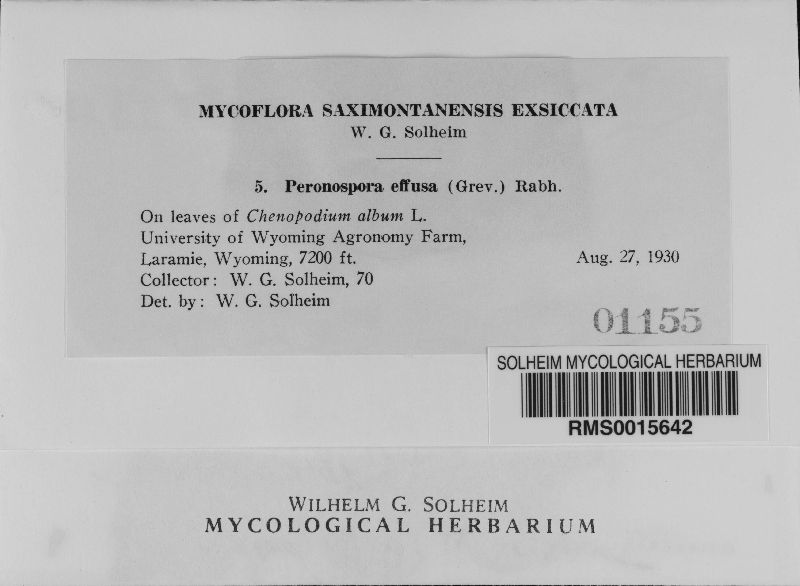 MYCOFLORA SAXIMONTANENSIS EXSICCATA
W. G. Solheim
5. Peronospora effusa (Grev.) Rabh.
On leaves of Chenopodium album L.
University of Wyoming Agronomy Farm,
Laramie, Wyoming, 7200 ft. Aug. 27, 1930
Collector: W. G. Solheim, 70
Det. by: W. G. Solheim
01155
SOLHEIM MYCOLOGICAL HERBARIUM
RMS0015642
WILHELM G. SOLHEIM
MYCOLOGICAL HERBARIUM